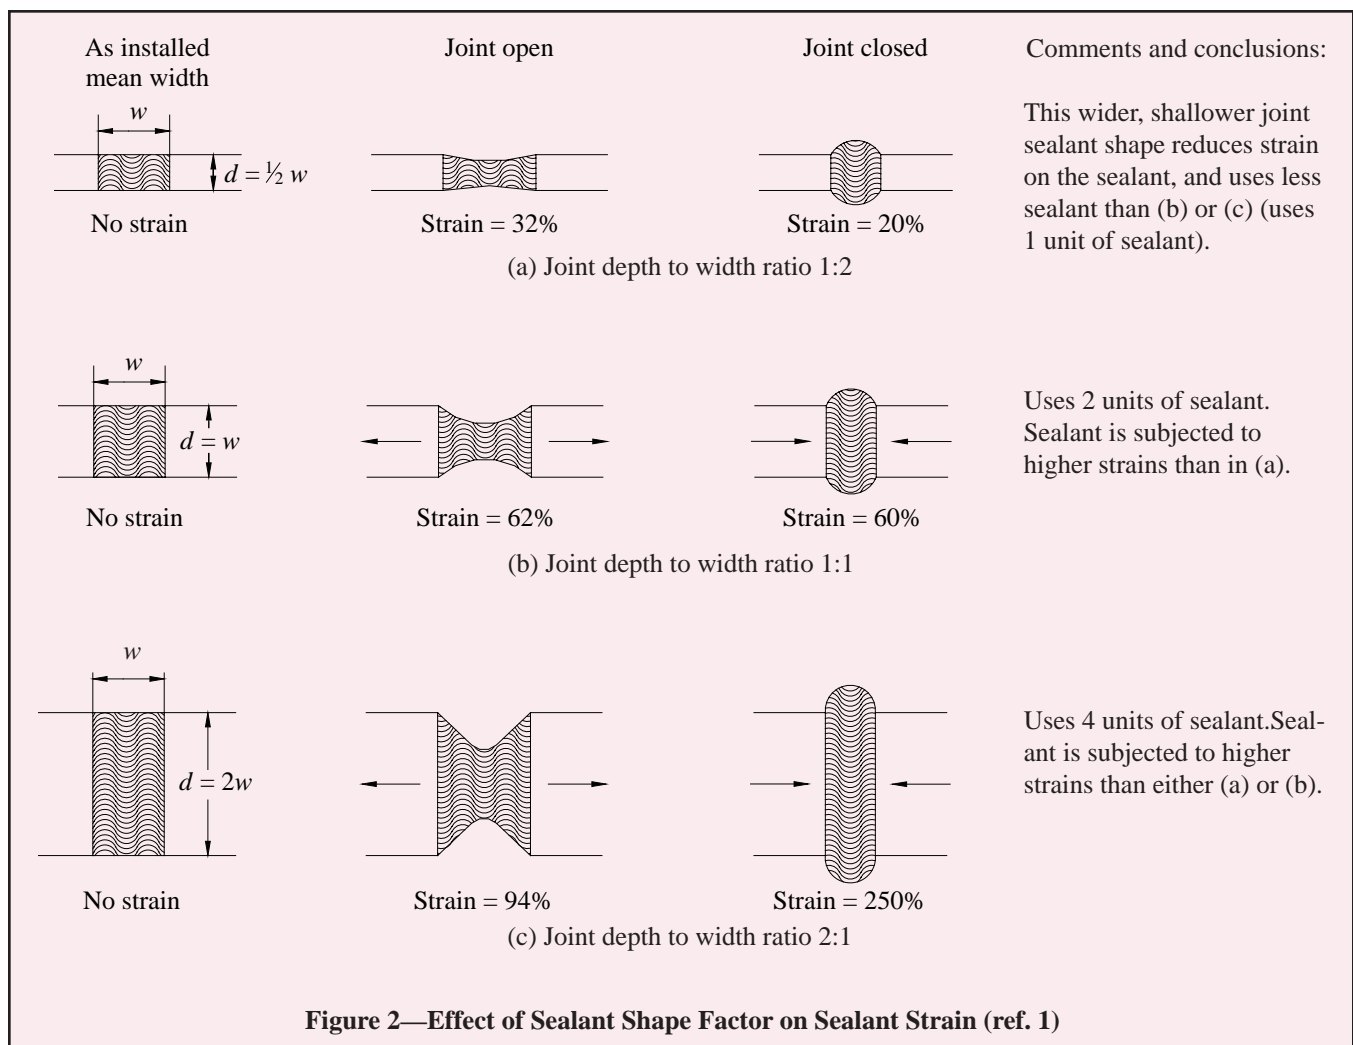 As installed
mean width
Joint open
Joint closed
Comments and conclusions:
w
d = ½ w
No strain
Strain = 32%
Strain = 20%
This wider, shallower joint
sealant shape reduces strain
on the sealant, and uses less
sealant than (b) or (c) (uses
1 unit of sealant).
(a) Joint depth to width ratio 1:2
w
d = w
No strain
Strain = 62%
Strain = 60%
Uses 2 units of sealant.
Sealant is subjected to
higher strains than in (a).
(b) Joint depth to width ratio 1:1
w
d = 2w
No strain
Strain = 94%
Strain = 250%
Uses 4 units of sealant.Seal-
ant is subjected to higher
strains than either (a) or (b).
(c) Joint depth to width ratio 2:1
Figure 2—Effect of Sealant Shape Factor on Sealant Strain (ref. 1)